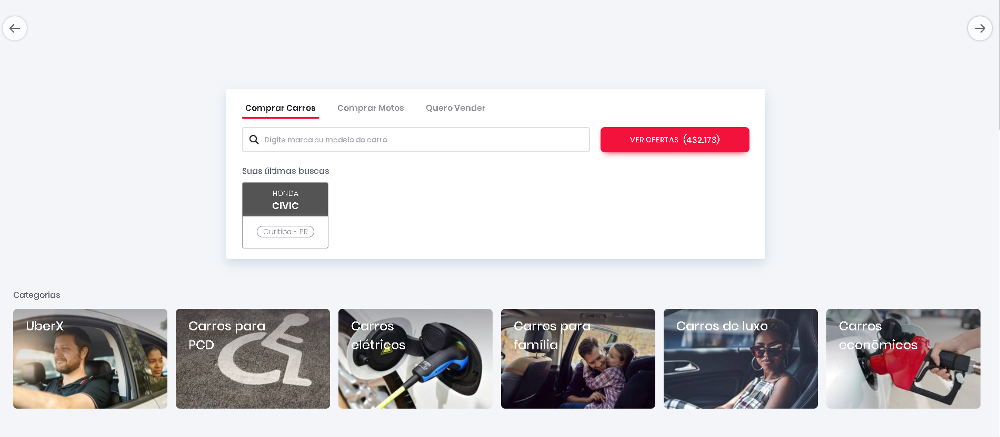 Comprar Carros
Comprar Motos
Quero Vender
Digite marca ou modelo do carro
VER OFERTAS (432.173)
Suas últimas buscas
HONDA
CIVIC
Curitiba - PR
Categorias
UberX
Carros para
PCD
Carros
elétricos
Carros para
família
Carros de luxo
Carros
econômicos